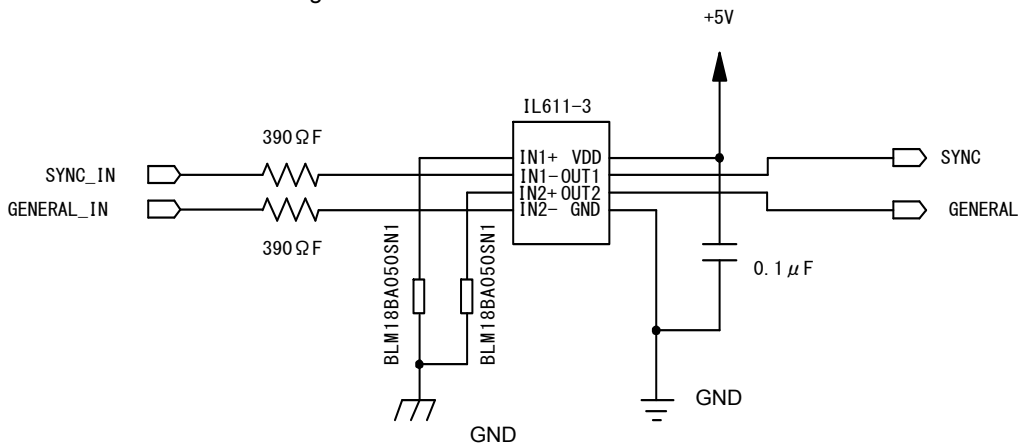 +5V
IL611-3
390ΩF
SYNC_IN
GENERAL_IN
390ΩF
IN1+ VDD
IN1- OUT1
IN2+ OUT2
IN2- GND
SYNC
GENERAL
0.1μF
BLM18BA050SN1
BLM18BA050SN1
GND
GND